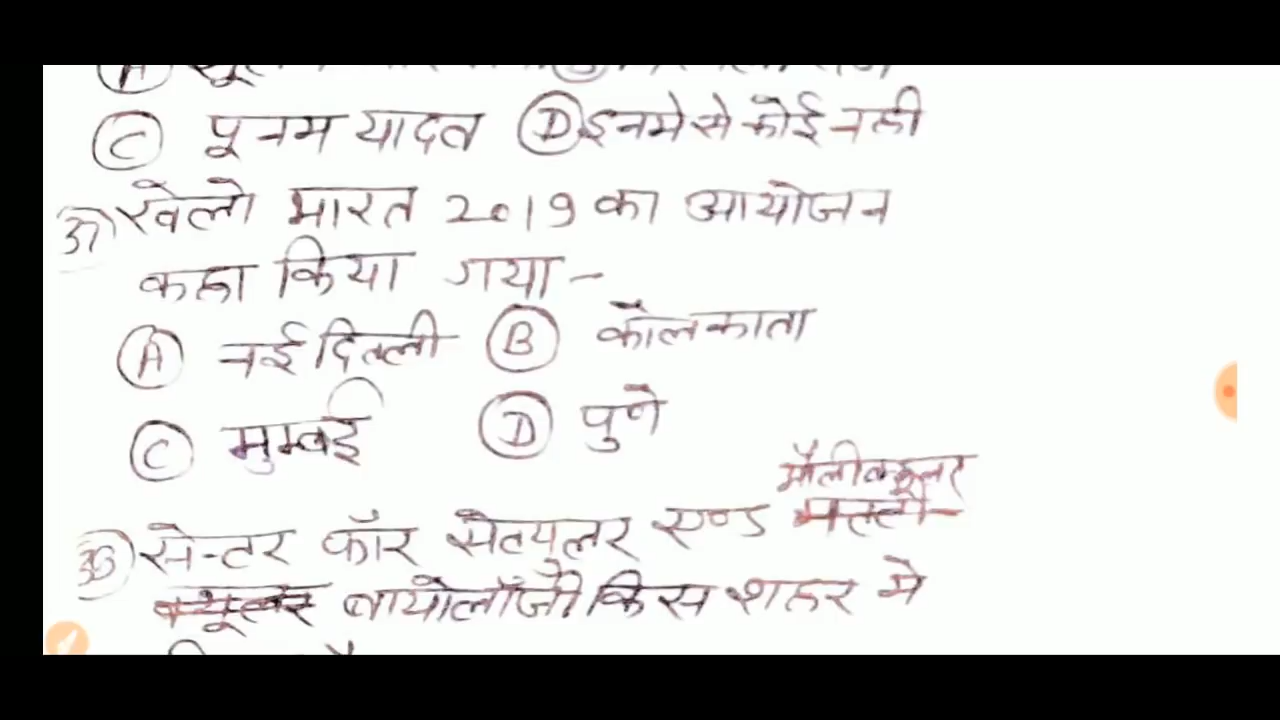 C पूनम यादव D इनमे से कोई नही
37) खेलो भारत 2019 का आयोजन
कहा किया गया -
A नई दिल्ली B कोलकाता
C मुम्बई D पुणे
मौलीक्यूलर
38) सेन्टर फॉर सेल्युलर एण्ड
बायोलॉजी किस शहर मे